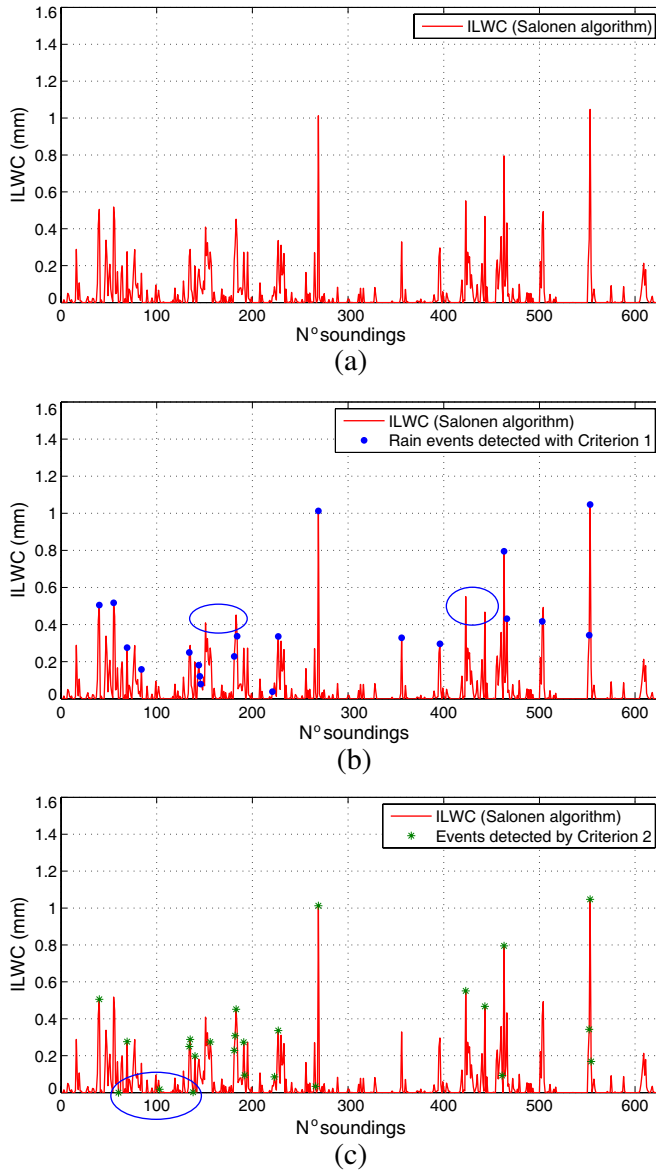 1.6
1.4
1.2
1
0.8
0.6
0.4
0.2
0
ILWC (mm)
ILWC (Salonen algorithm)
0 100 200 300 400 500 600
Nº soundings
(a)
1.6
1.4
1.2
1
0.8
0.6
0.4
0.2
0
ILWC (mm)
ILWC (Salonen algorithm)
Rain events detected with Criterion 1
0 100 200 300 400 500 600
Nº soundings
(b)
1.6
1.4
1.2
1
0.8
0.6
0.4
0.2
0
ILWC (mm)
ILWC (Salonen algorithm)
Events detected by Criterion 2
0 100 200 300 400 500 600
Nº soundings
(c)